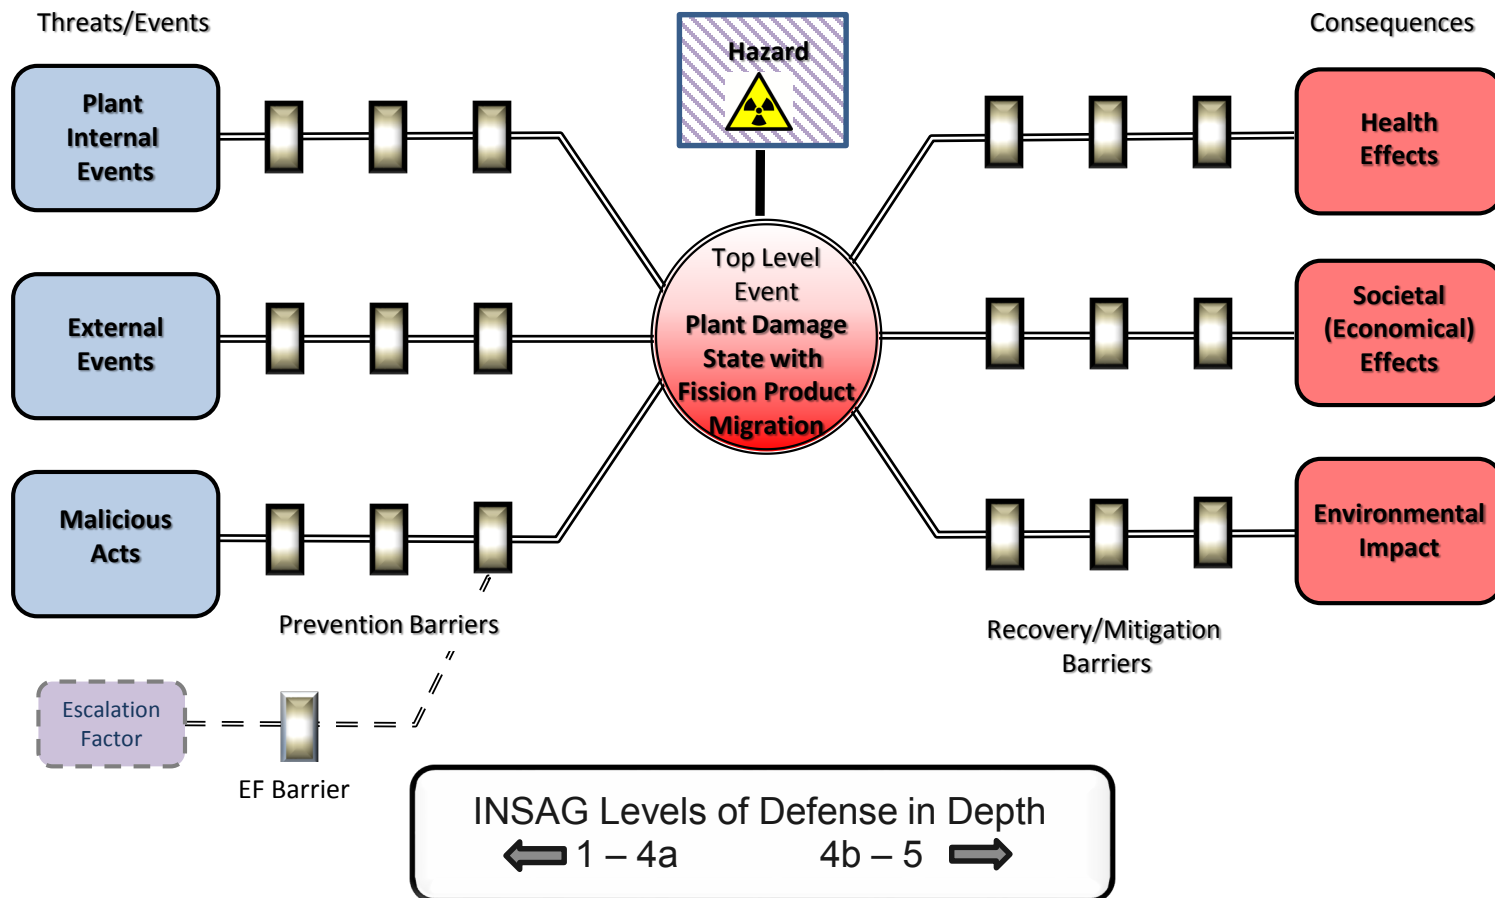 Threats/Events
Hazard
Consequences
Plant
Internal
Events
Health
Effects
Top Level
Event
Plant Damage
State with
Fission Product
Migration
External
Events
Societal
(Economical)
Effects
Malicious
Acts
Environmental
Impact
Prevention Barriers
Recovery/Mitigation
Barriers
Escalation
Factor
EF Barrier
INSAG Levels of Defense in Depth
1 – 4a 4b – 5